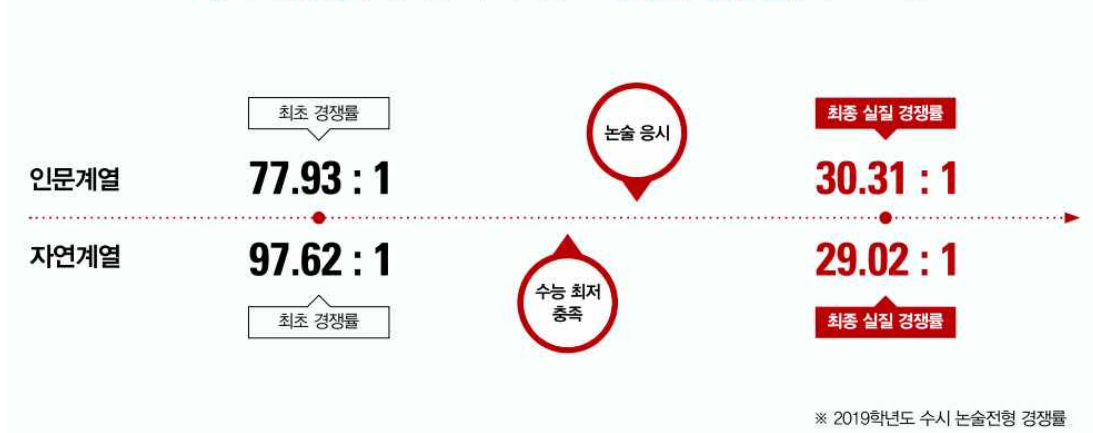 최초 경쟁률
논술 응시
최종 실질 경쟁률
인문계열
77.93 : 1
30.31 : 1
자연계열
97.62 : 1
29.02 : 1
수능 최저
충족
최초 경쟁률
최종 실질 경쟁률
※ 2019학년도 수시 논술전형 경쟁률